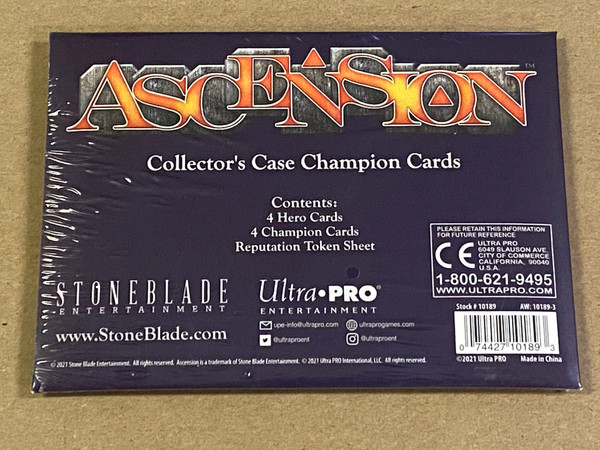 ASCENSION™
Collector's Case Champion Cards
Contents:
4 Hero Cards
4 Champion Cards
Reputation Token Sheet
PLEASE RETAIN THIS INFORMATION
FOR FUTURE REFERENCE
CE
ULTRA PRO
6049 SLAUSON AVE.
CITY OF COMMERCE
CALIFORNIA, 90040
U.S.A.
1-800-621-9495
WWW.ULTRAPRO.COM
STONEBLADE
ENTERTAINMENT
www.StoneBlade.com
Ultra•PRO®
ENTERTAINMENT
upe-info@ultrapro.com
ultraprogames.com
@ultraproent
@ultraproent
Stock # 10189
AW: 10189-3
0 74427 10189 3
©2021 Stone Blade Entertainment. All rights reserved. Ascension is a trademark of Stone Blade Entertainment. ©2021 Ultra PRO International, LLC. All rights reserved.
©2021 Ultra PRO
Made in China